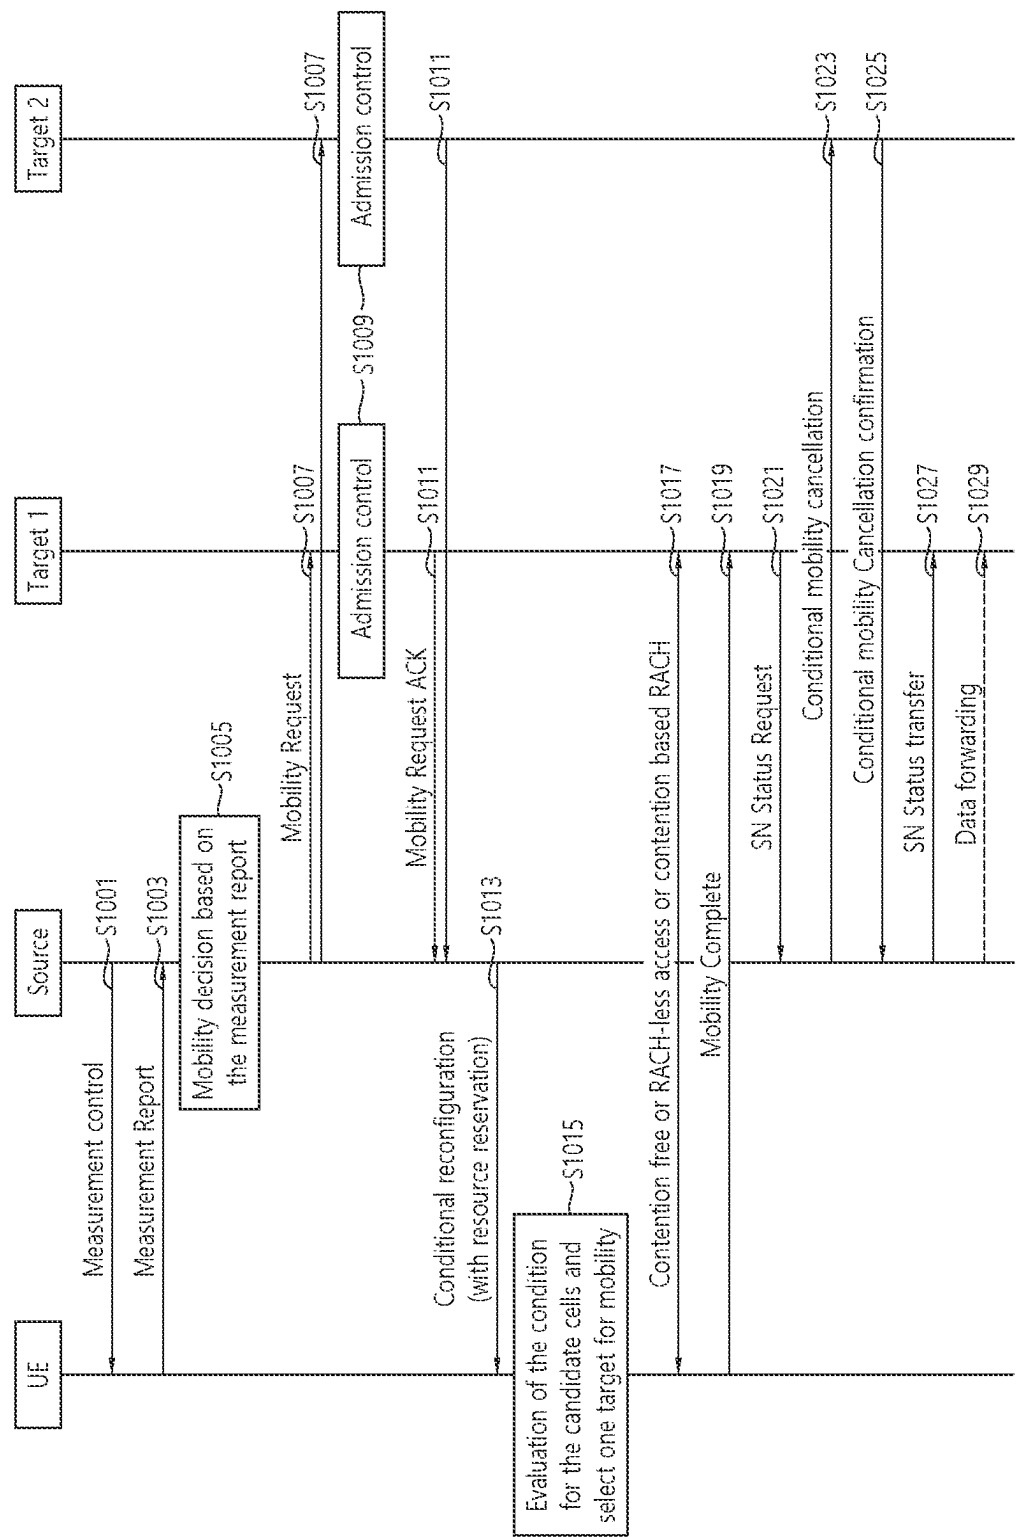 UE
Source
Target 1
Target 2
Measurement control
S1001
Measurement Report
S1003
Mobility decision based on
the measurement report
S1005
Mobility Request
S1007
S1007
Admission control
S1009
Admission control
Mobility Request ACK
S1011
S1011
Conditional reconfiguration
(with resource reservation)
S1013
Evaluation of the condition
for the candidate cells and
select one target for mobility
S1015
Contention free or RACH-less access or contention based RACH
S1017
Mobility Complete
S1019
SN Status Request
S1021
Conditional mobility cancellation
S1023
Conditional mobility Cancellation confirmation
S1025
SN Status transfer
S1027
Data forwarding
S1029